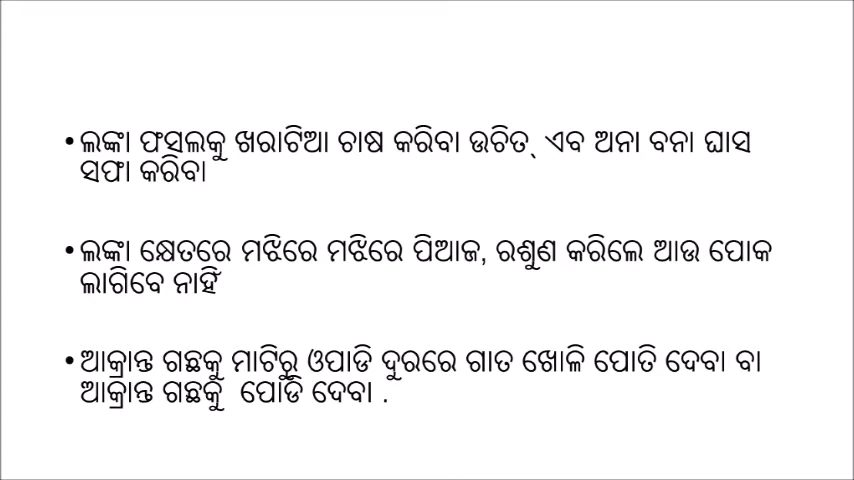 • ଲଙ୍କା ଫସଲକୁ ଖରାଟିଆ ଚାଷ କରିବା ଉଚିତ୍ ଏବ ଅନା ବନା ଘାସ
ସଫା କରିବା
• ଲଙ୍କା କ୍ଷେତରେ ମଝିରେ ମଝିରେ ପିଆଜ, ରଶୁଣ କରିଲେ ଆଉ ପୋକ
ଲାଗିବେ ନାହିଁ
• ଆକ୍ରାନ୍ତ ଗଛକୁ ମାଟିରୁ ଓପାଡି ଦୁରରେ ଗାତ ଖୋଳି ପୋତି ଦେବା ବା
ଆକ୍ରାନ୍ତ ଗଛକୁ ପୋଡି ଦେବା .